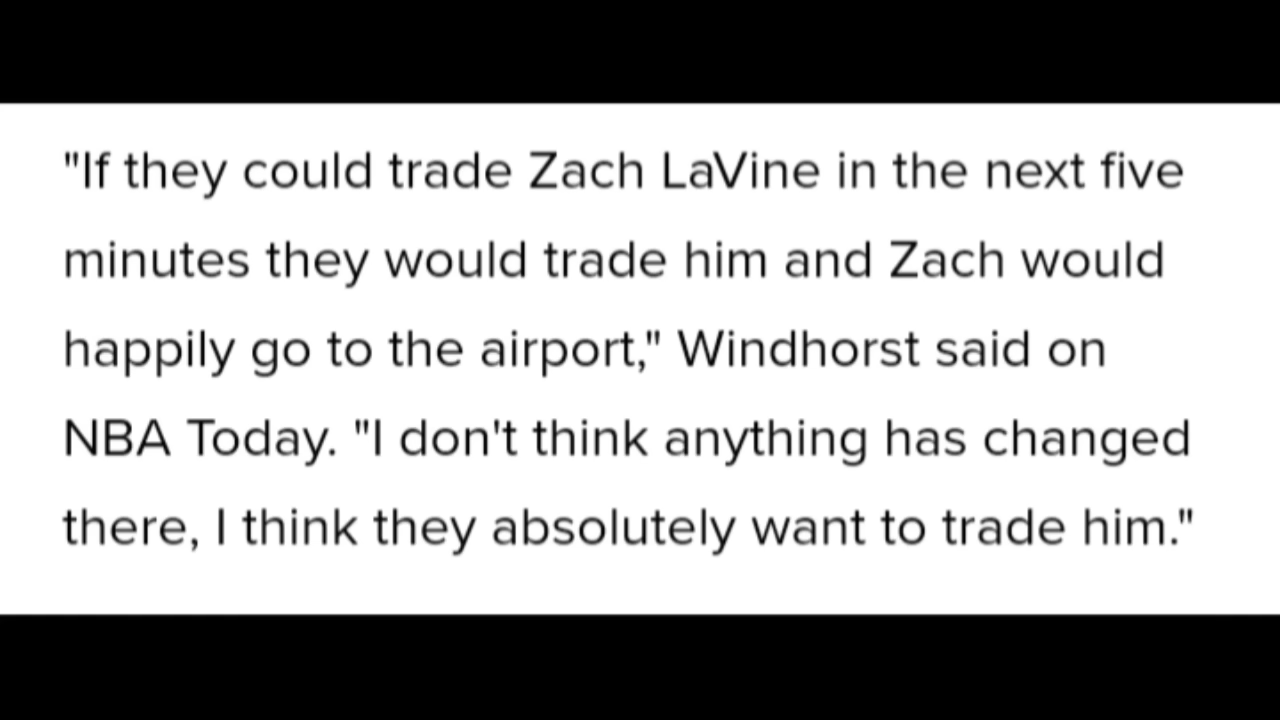 "If they could trade Zach LaVine in the next five
minutes they would trade him and Zach would
happily go to the airport," Windhorst said on
NBA Today. "I don't think anything has changed
there, I think they absolutely want to trade him."